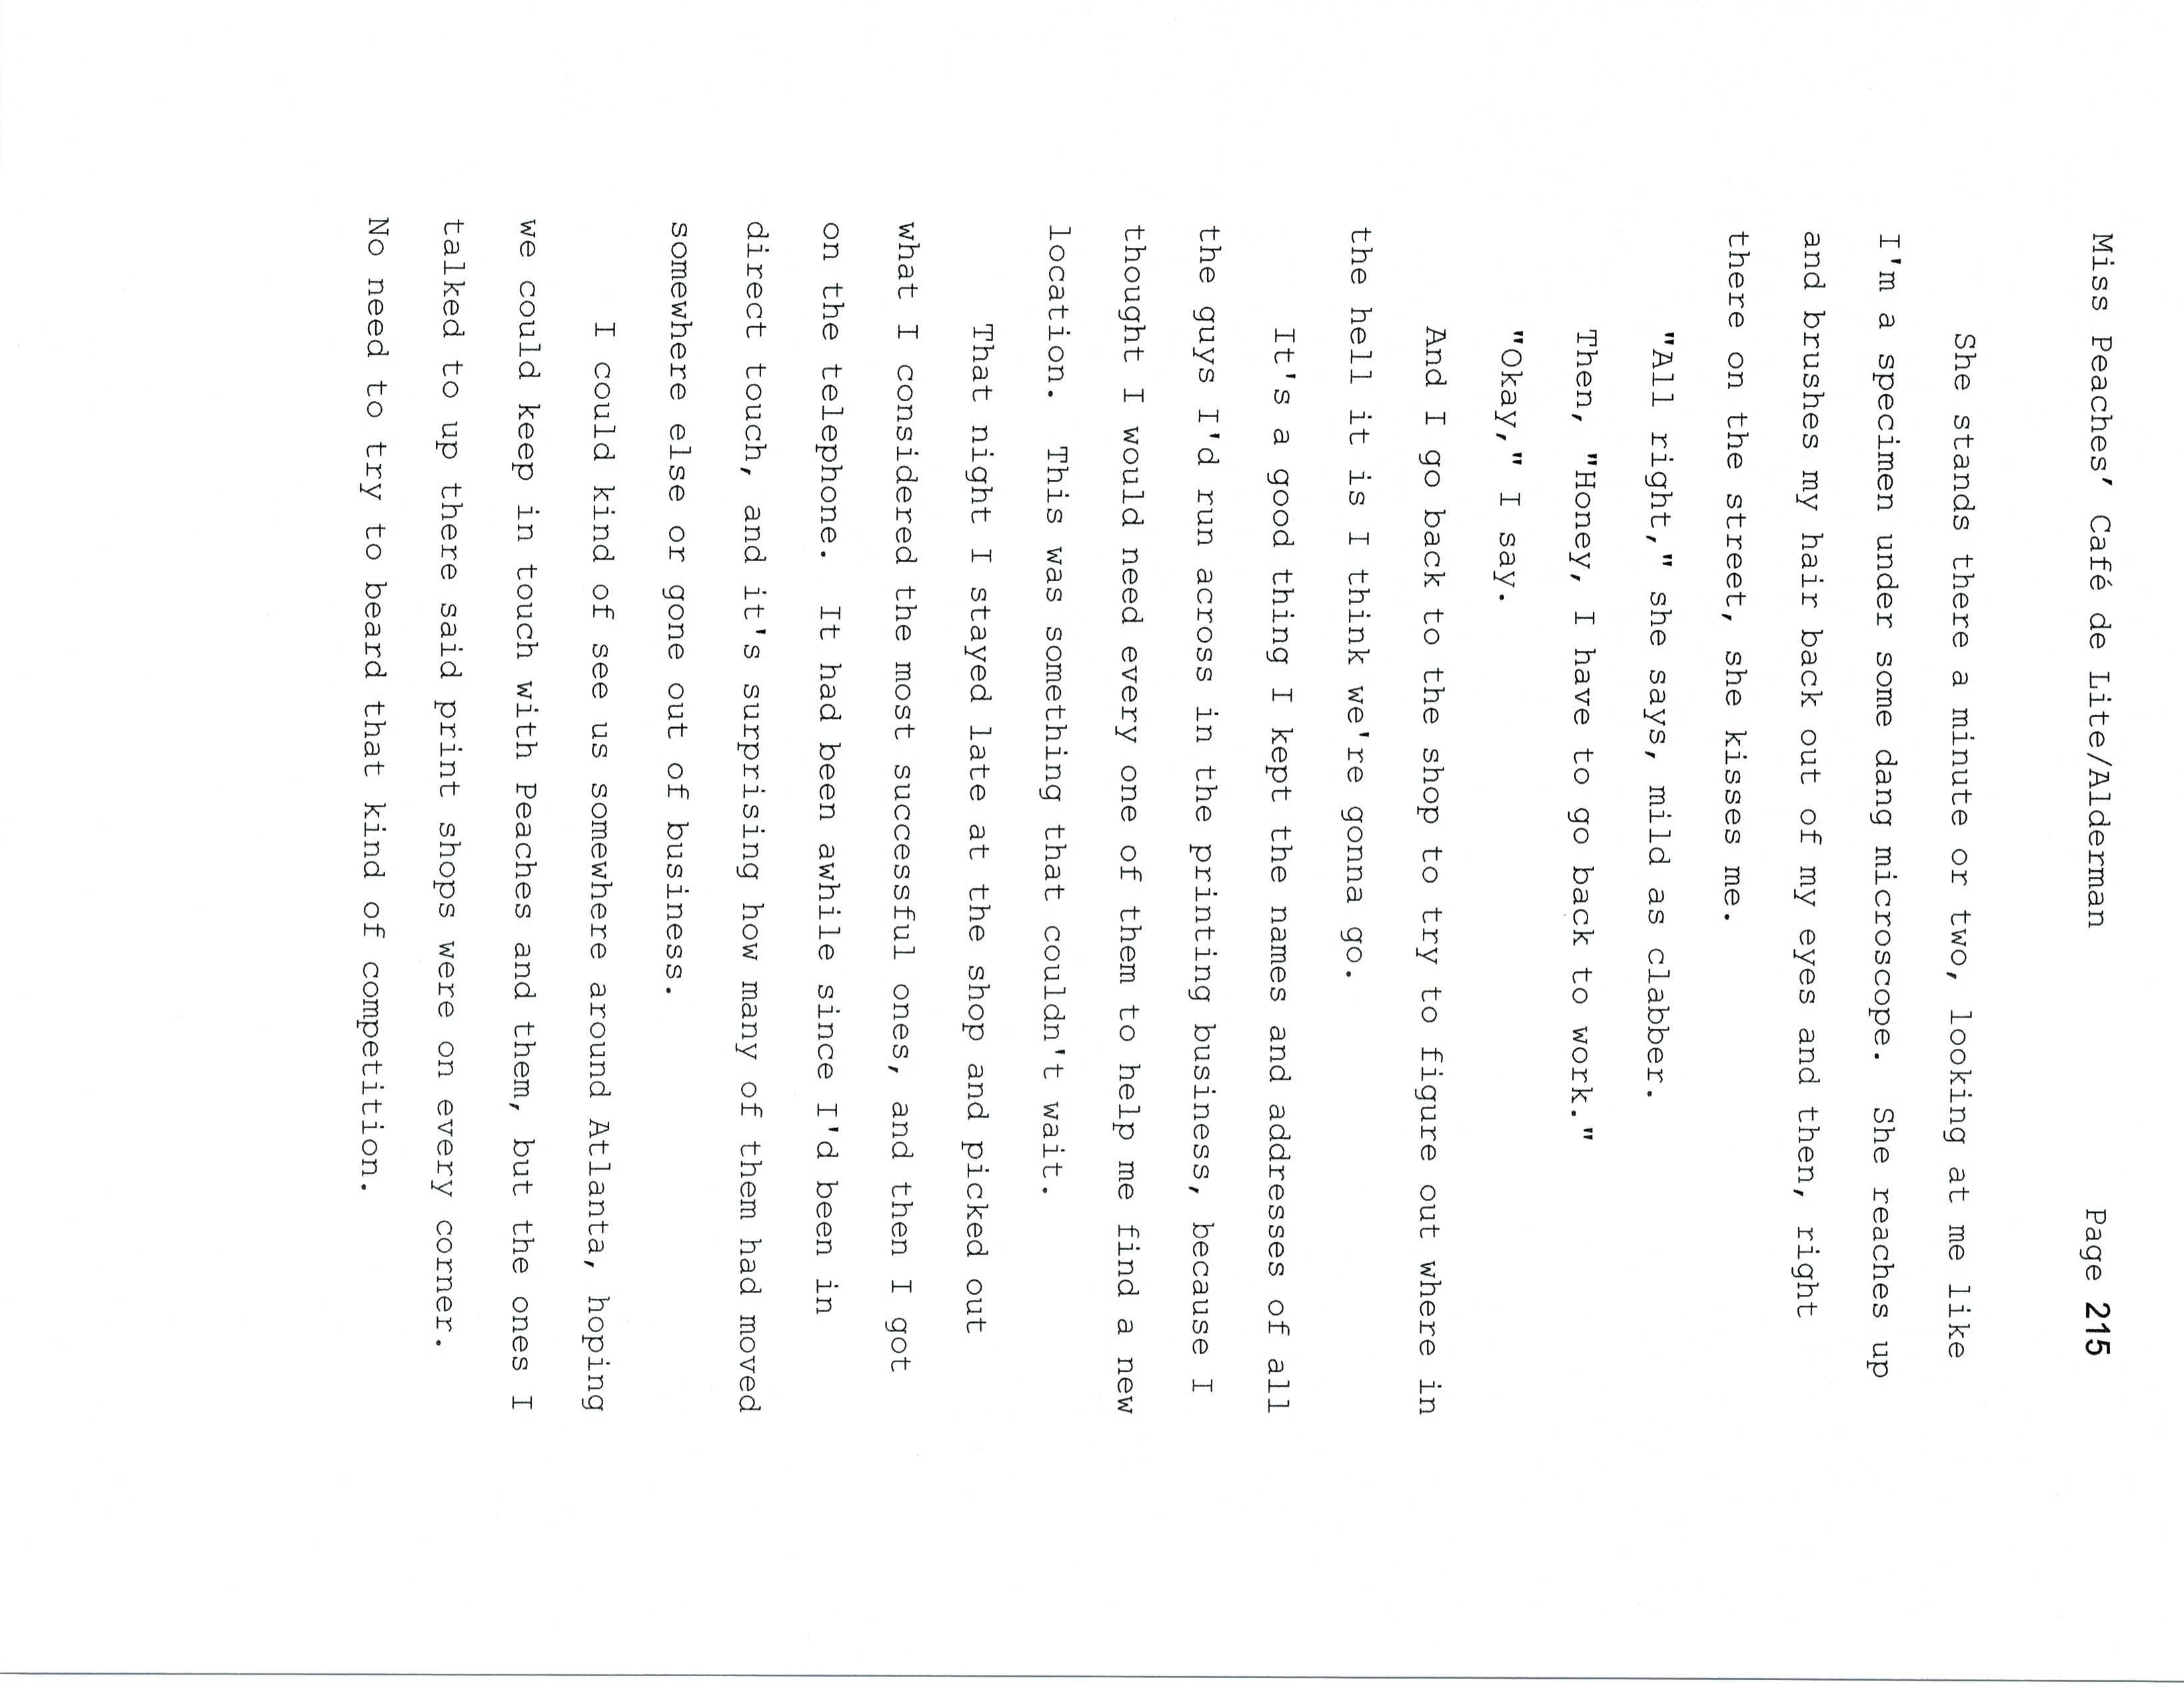 Miss Peaches’ Café de Lite/Alderman Page 215
She stands there a minute or two, looking at me like
I'm a specimen under some dang microscope.  She reaches up
and brushes my hair back out of my eyes and then, right
there on the street, she kisses me.
"All right," she says, mild as clabber.
Then, "Honey, I have to go back to work."
"Okay," I say.
And I go back to the shop to try to figure out where in
the hell it is I think we're gonna go.
It's a good thing I kept the names and addresses of all
the guys I'd run across in the printing business, because I
thought I would need every one of them to help me find a new
location.  This was something that couldn't wait.
That night I stayed late at the shop and picked out
what I considered the most successful ones, and then I got
on the telephone.  It had been awhile since I'd been in
direct touch, and it's surprising how many of them had moved
somewhere else or gone out of business.
I could kind of see us somewhere around Atlanta, hoping
we could keep in touch with Peaches and them, but the ones I
talked to up there said print shops were on every corner.
No need to try to beard that kind of competition.